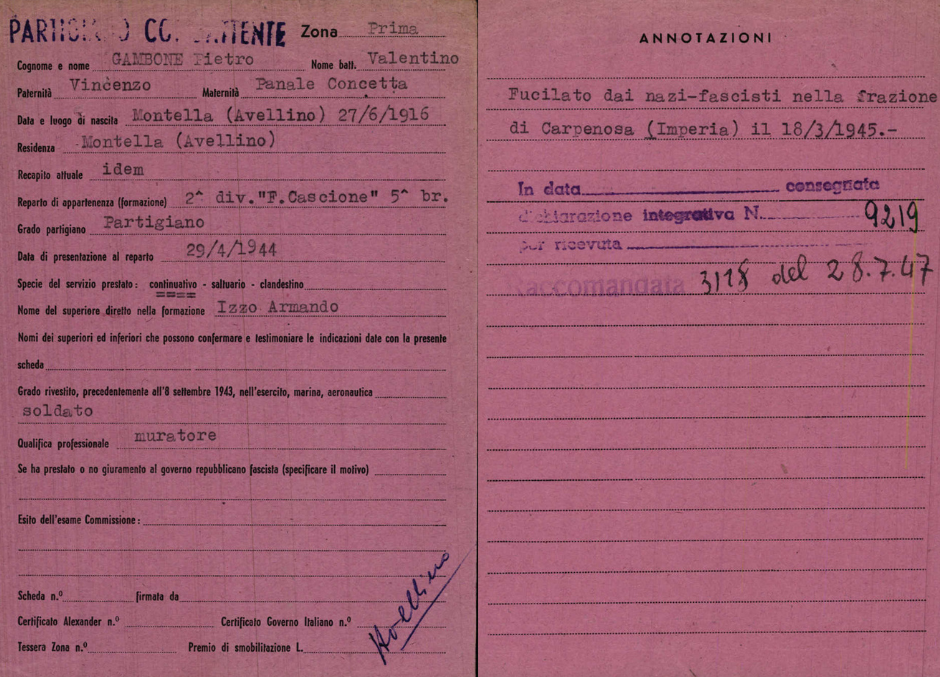 PARTIGIANO COMBATTENTE Zona Prima
Cognome e nome GAMBONE Pietro Nome batt. Valentino
Paternità Vincenzo Maternità Panale Concetta
Data e luogo di nascita Montella (Avellino) 27/6/1916
Residenza Montella (Avellino)
Recapito attuale idem
Reparto di appartenenza (formazione) 2^ div."F.Cascione" 5^ br.
Grado partigiano Partigiano
Data di presentazione al reparto 29/4/1944
Specie del servizio prestato: continuativo - saltuario - clandestino
Nome del superiore diretto nella formazione Izzo Armando
Nomi dei superiori ed inferiori che possono confermare e testimoniare le indicazioni date con la presente
scheda
Grado rivestito, precedentemente all'8 settembre 1943, nell'esercito, marina, aeronautica
soldato
Qualifica professionale muratore
Se ha prestato o no giuramento al governo repubblicano fascista (specificare il motivo)
Esito dell'esame Commissione:
Scheda n.º firmata da
Certificato Alexander n.º Certificato Governo Italiano n.º
Tessera Zona n.º Premio di smobilitazione L.
Avellino
ANNOTAZIONI
Fucilato dai nazi-fascisti nella frazione
di Carpenosa (Imperia) il 18/3/1945.-
In data consegnata
dichiarazione integrativa N. 9219
per ricevuta
Raccomandata 3118 del 28.7.47